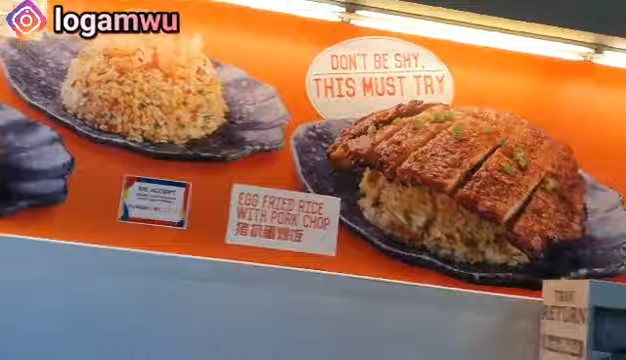 logamwu
DON'T BE SHY,
THIS MUST TRY
WE ACCEPT
EGG FRIED RICE
WITH PORK CHOP
猪扒蛋炒饭
TRAY
RETURN